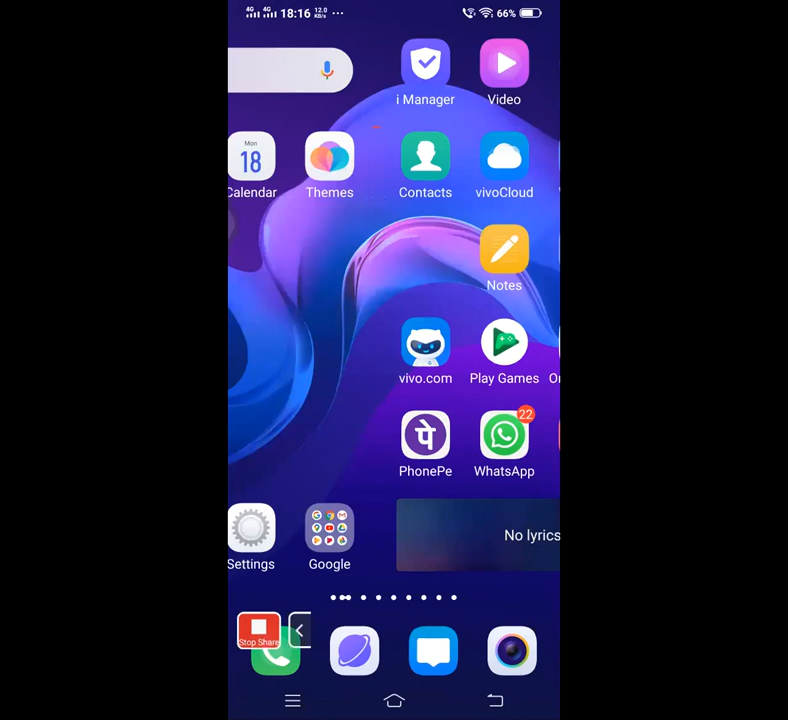 4G 4G 18:16 12.0 KB/s ... 66%
i Manager Video
Mon
18
Calendar Themes Contacts vivoCloud
Notes
vivo.com Play Games
पे
22
PhonePe WhatsApp
No lyrics
Settings Google
Stop Share